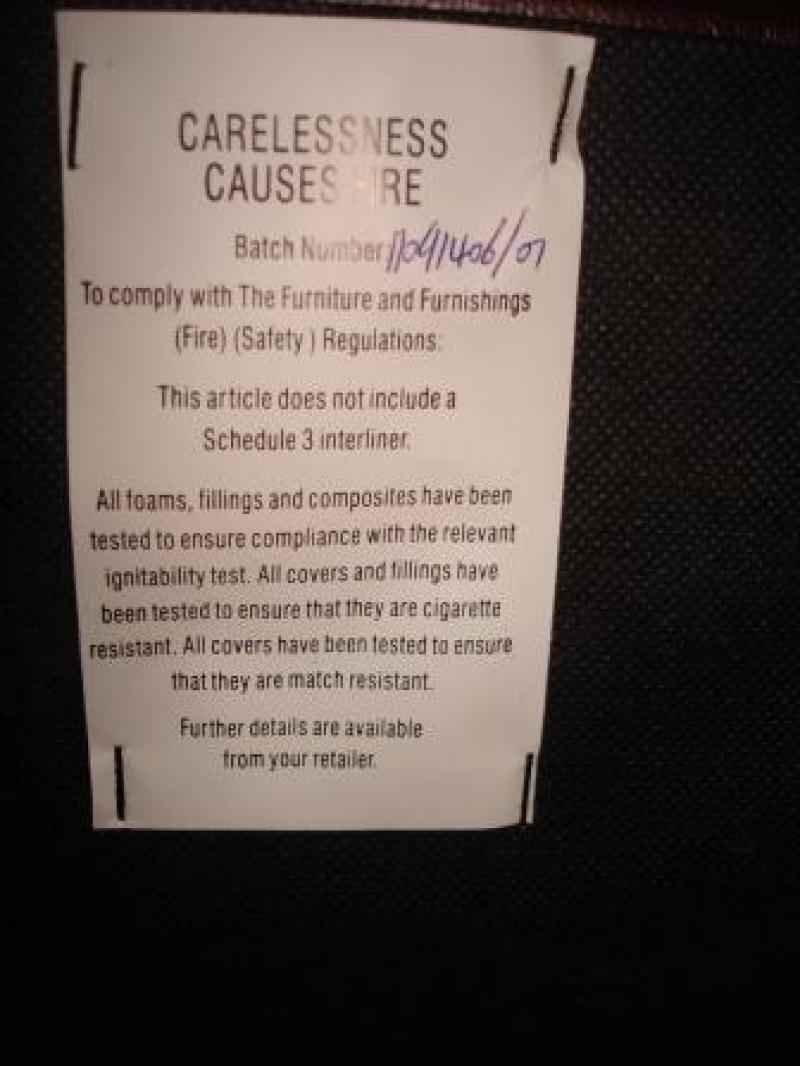 CARELESSNESS
CAUSES FIRE
Batch Number
To comply with The Furniture and Furnishings
(Fire) (Safety ) Regulations:
This article does not include a
Schedule 3 interliner.
All foams, fillings and composites have been
tested to ensure compliance with the relevant
ignitability test. All covers and fillings have
been tested to ensure that they are cigarette
resistant. All covers have been tested to ensure
that they are match resistant.
Further details are available
from your retailer.